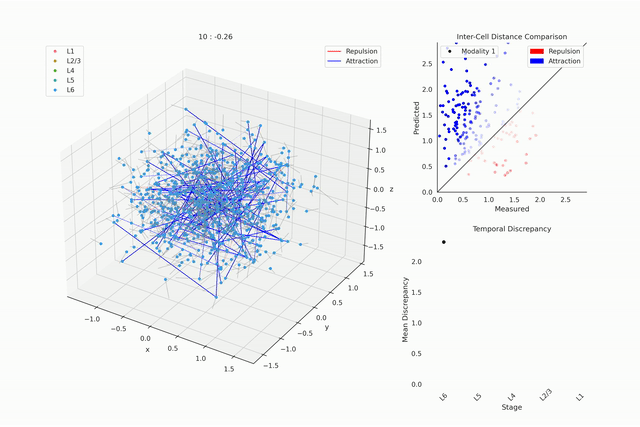 10 : -0.26
L1
L2/3
L4
L5
L6
Repulsion
Attraction
1.5
1.0
0.5
0.0
−0.5
−1.0
−1.5
z
−1.0
−0.5
0.0
0.5
1.0
1.5
x
−1.5
−1.0
−0.5
0.0
0.5
1.0
1.5
y
Inter-Cell Distance Comparison
Modality 1
Repulsion
Attraction
2.5
2.0
1.5
1.0
0.5
0.0
Predicted
0.0 0.5 1.0 1.5 2.0 2.5
Measured
Temporal Discrepancy
2.0
1.5
1.0
0.5
0.0
Mean Discrepancy
L6 L5 L4 L2/3 L1
Stage